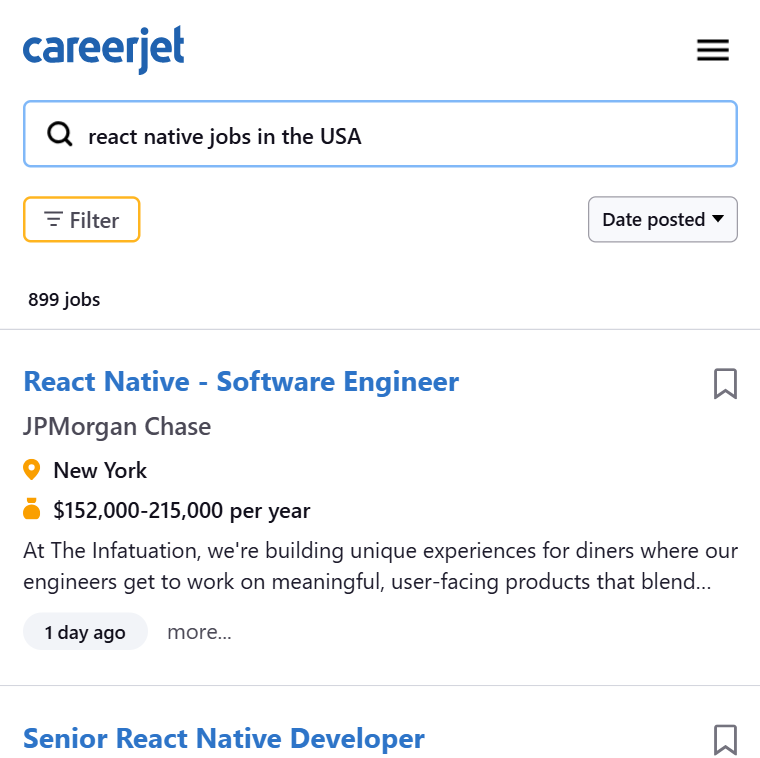 careerjet
react native jobs in the USA
Filter
Date posted
899 jobs
React Native - Software Engineer
JPMorgan Chase
New York
$152,000-215,000 per year
At The Infatuation, we're building unique experiences for diners where our
engineers get to work on meaningful, user-facing products that blend...
1 day ago more...
Senior React Native Developer